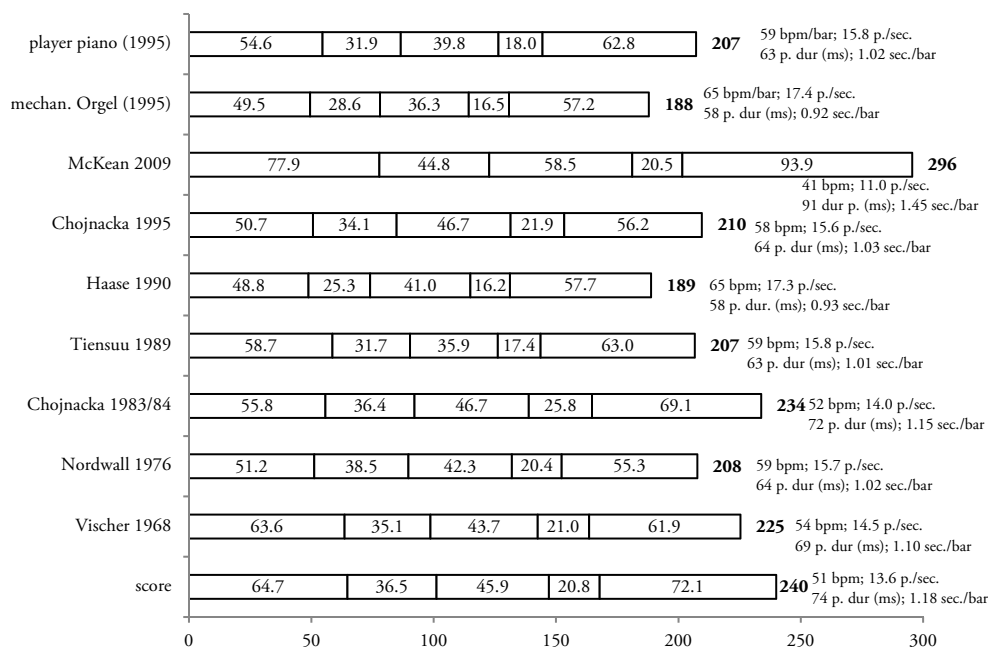 player piano (1995) 54.6 31.9 39.8 18.0 62.8 207 59 bpm/bar; 15.8 p./sec.
63 p. dur (ms); 1.02 sec./bar
mechan. Orgel (1995) 49.5 28.6 36.3 16.5 57.2 188 65 bpm/bar; 17.4 p./sec.
58 p. dur (ms); 0.92 sec./bar
McKean 2009 77.9 44.8 58.5 20.5 93.9 296
41 bpm; 11.0 p./sec.
91 dur p. (ms); 1.45 sec/bar
Chojnacka 1995 50.7 34.1 46.7 21.9 56.2 210 58 bpm; 15.6 p./sec.
64 p. dur (ms); 1.03 sec./bar
Haase 1990 48.8 25.3 41.0 16.2 57.7 189 65 bpm; 17.3 p./sec.
58 p. dur. (ms); 0.93 sec./bar
Tiensuu 1989 58.7 31.7 35.9 17.4 63.0 207 59 bpm; 15.8 p./sec.
63 p. dur (ms); 1.01 sec./bar
Chojnacka 1983/84 55.8 36.4 46.7 25.8 69.1 234 52 bpm; 14.0 p./sec.
72 p. dur (ms); 1.15 sec./bar
Nordwall 1976 51.2 38.5 42.3 20.4 55.3 208 59 bpm; 15.7 p./sec.
64 p. dur (ms); 1.02 sec./bar
Vischer 1968 63.6 35.1 43.7 21.0 61.9 225 54 bpm; 14.5 p./sec.
69 p. dur (ms); 1.10 sec./bar
score 64.7 36.5 45.9 20.8 72.1 240 51 bpm; 13.6 p./sec.
74 p. dur (ms); 1.18 sec./bar
0 50 100 150 200 250 300